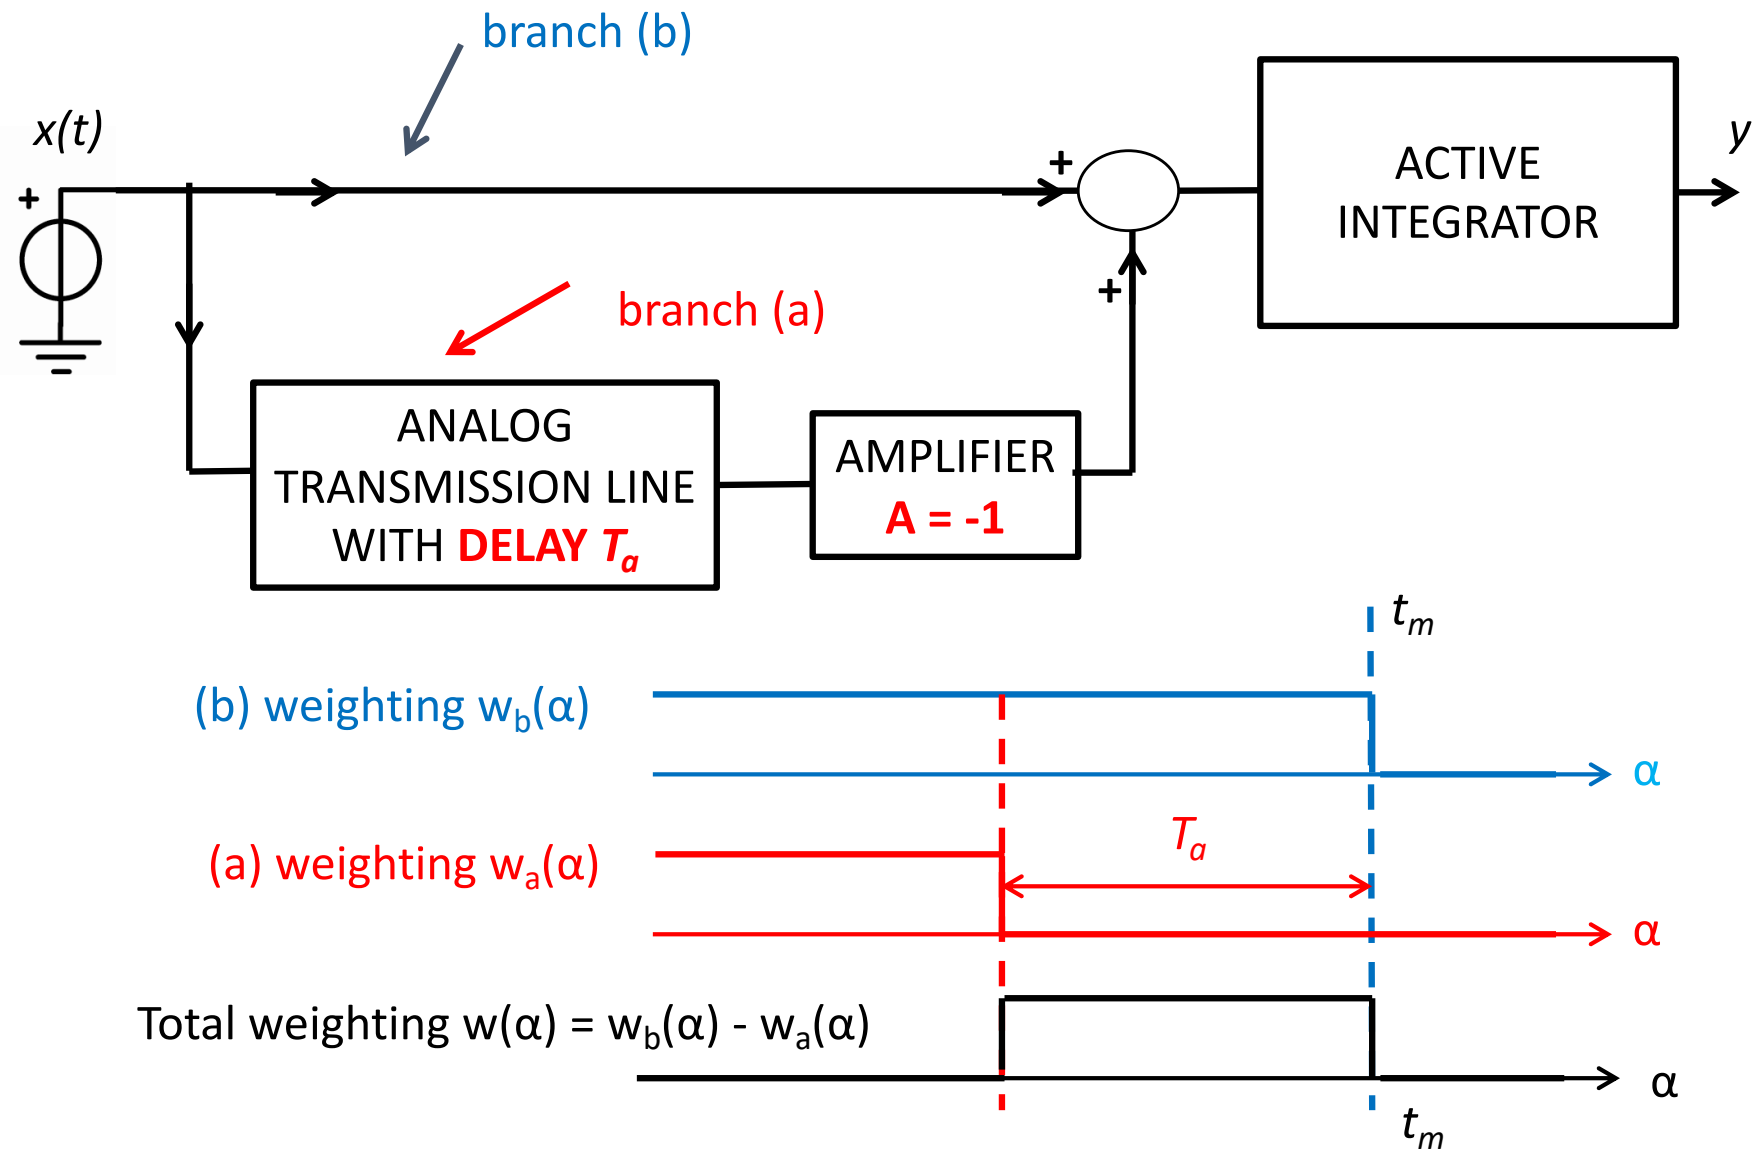 branch (b)
x(t)
+
+
ACTIVE
INTEGRATOR
y
+
branch (a)
ANALOG
TRANSMISSION LINE
WITH DELAY Ta
AMPLIFIER
A = -1
tm
(b) weighting wb(α)
α
(a) weighting wa(α)
Ta
α
Total weighting w(α) = wb(α) - wa(α)
α
tm